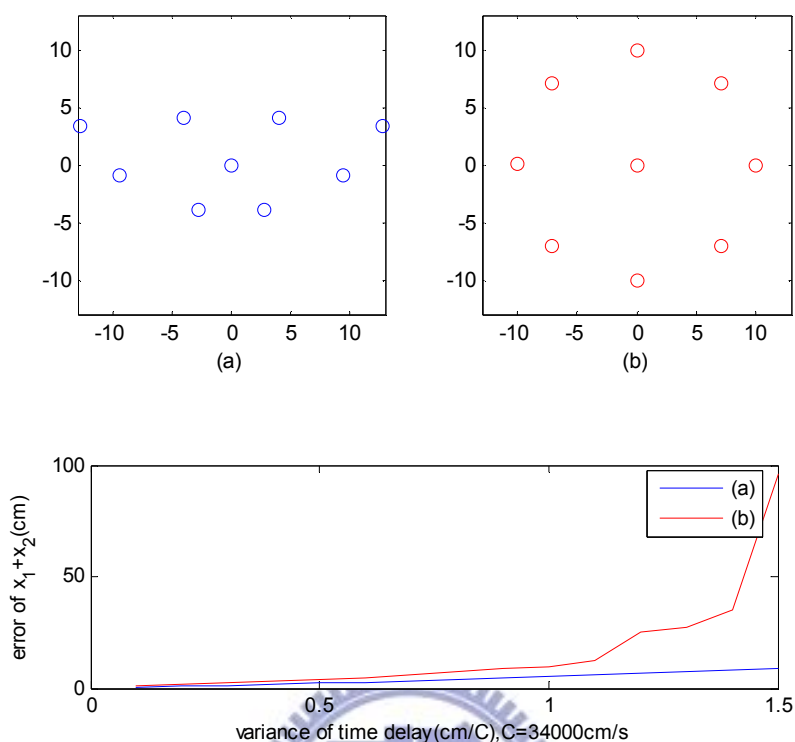 10
5
0
-5
-10
-10 -5 0 5 10
(a)
10
5
0
-5
-10
-10 -5 0 5 10
(b)
100
50
0
0 0.5 1 1.5
error of x₁+x₂(cm)
(a)
(b)
variance of time delay(cm/C),C=34000cm/s